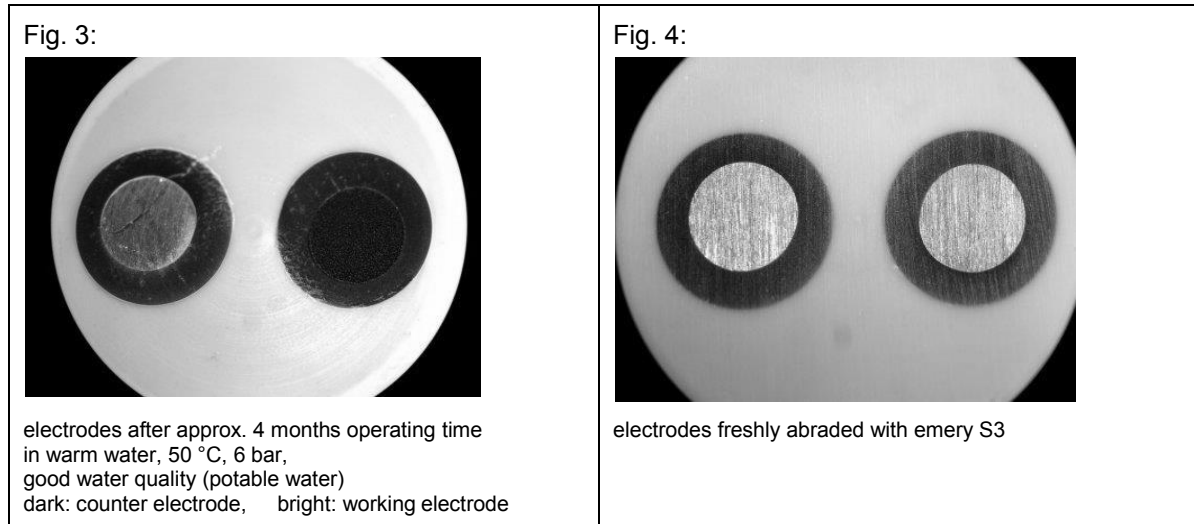 Fig. 3:
electrodes after approx. 4 months operating time
in warm water, 50 °C, 6 bar,
good water quality (potable water)
dark: counter electrode, bright: working electrode
Fig. 4:
electrodes freshly abraded with emery S3